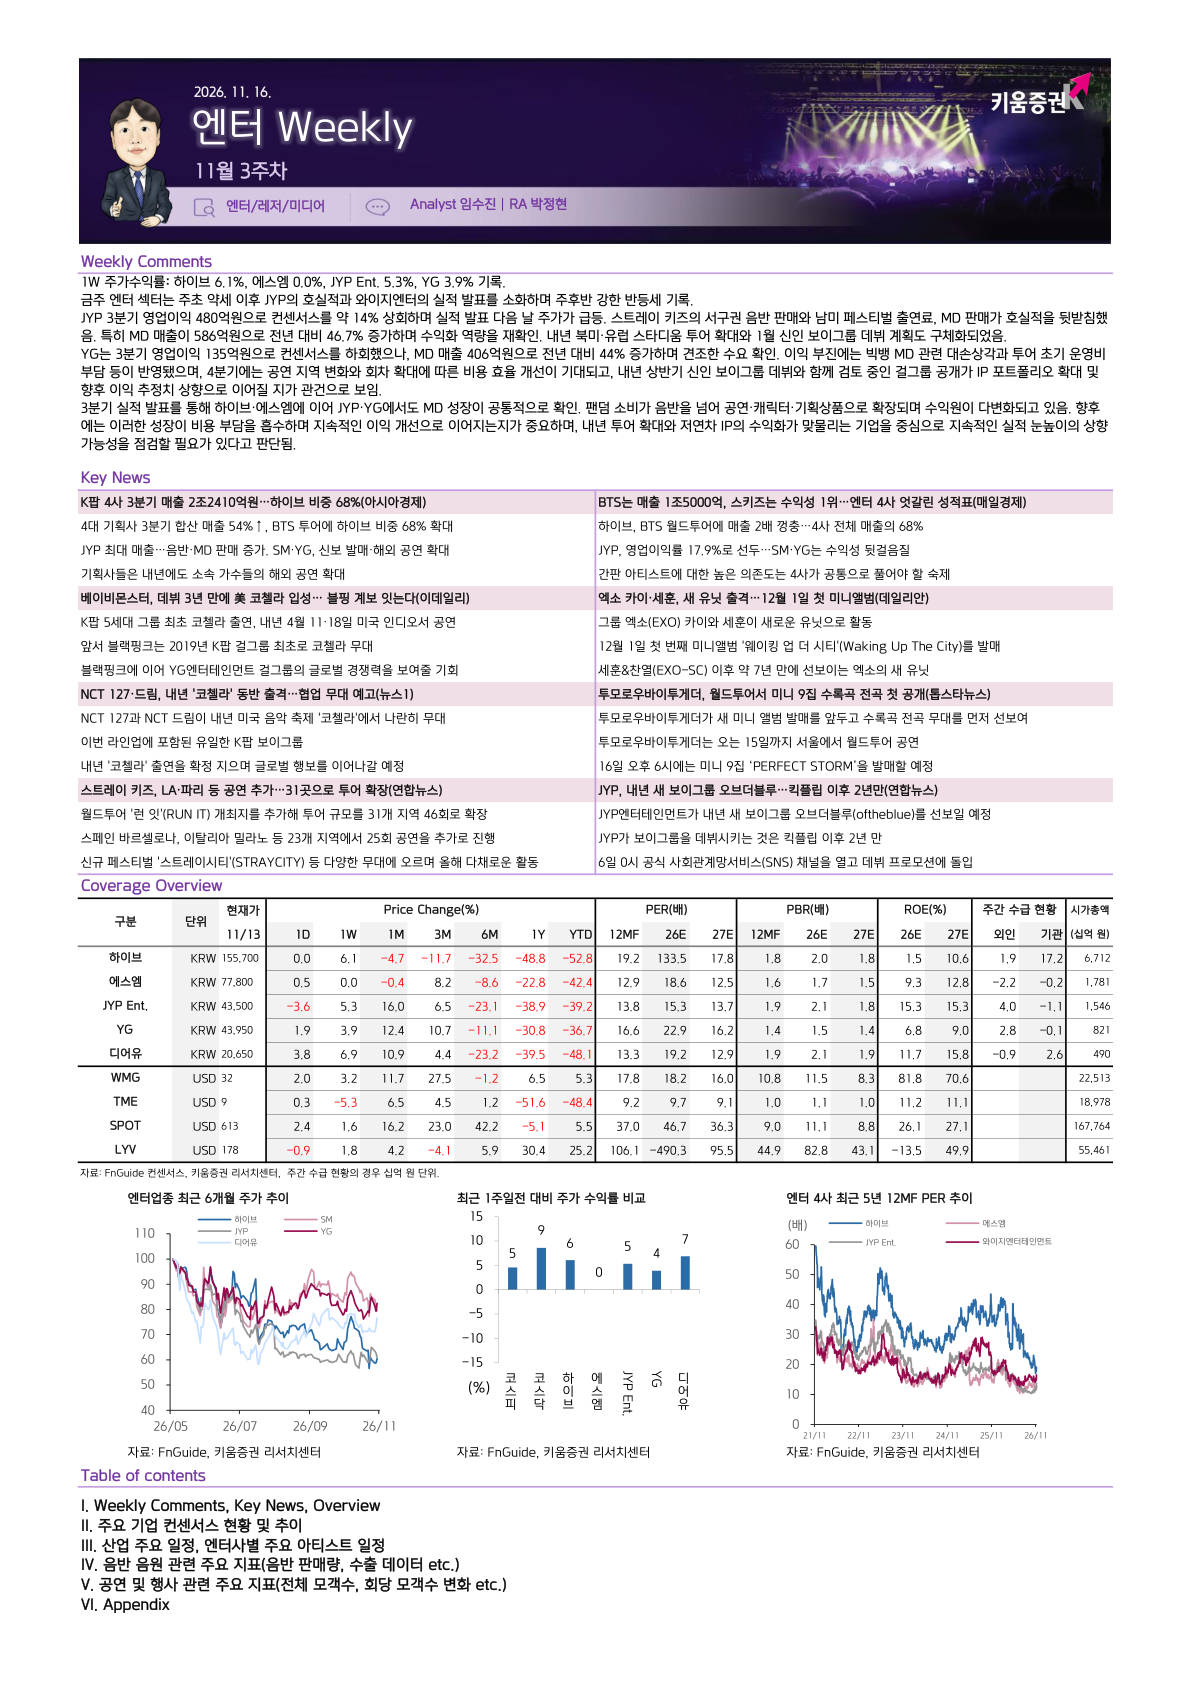 2026. 11. 16.
엔터 Weekly
11월 3주차
키움증권
엔터/레저/미디어
Analyst 임수진 | RA 박정현
Weekly Comments
1W 주가수익률: 하이브 6.1%, 에스엠 0.0%, JYP Ent. 5.3%, YG 3.9% 기록.
금주 엔터 섹터는 주초 약세 이후 JYP의 호실적과 와이지엔터의 실적 발표를 소화하며 주후반 강한 반등세 기록.
JYP 3분기 영업이익 480억원으로 컨센서스를 약 14% 상회하며 실적 발표 다음 날 주가가 급등. 스트레이 키즈의 서구권 음반 판매와 남미 페스티벌 출연료, MD 판매가 호실적을 뒷받침했
음. 특히 MD 매출이 586억원으로 전년 대비 46.7% 증가하며 수익화 역량을 재확인. 내년 북미·유럽 스타디움 투어 확대와 1월 신인 보이그룹 데뷔 계획도 구체화되었음.
YG는 3분기 영업이익 135억원으로 컨센서스를 하회했으나, MD 매출 406억원으로 전년 대비 44% 증가하며 견조한 수요 확인. 이익 부진에는 빅뱅 MD 관련 대손상각과 투어 초기 운영비
부담 등이 반영됐으며, 4분기에는 공연 지역 변화와 회차 확대에 따른 비용 효율 개선이 기대되고, 내년 상반기 신인 보이그룹 데뷔와 함께 검토 중인 걸그룹 공개가 IP 포트폴리오 확대 및
향후 이익 추정치 상향으로 이어질 지가 관건으로 보임.
3분기 실적 발표를 통해 하이브·에스엠에 이어 JYP·YG에서도 MD 성장이 공통적으로 확인. 팬덤 소비가 음반을 넘어 공연·캐릭터·기획상품으로 확장되며 수익원이 다변화되고 있음. 향후
에는 이러한 성장이 비용 부담을 흡수하며 지속적인 이익 개선으로 이어지는지가 중요하며, 내년 투어 확대와 저연차 IP의 수익화가 맞물리는 기업을 중심으로 지속적인 실적 눈높이의 상향
가능성을 점검할 필요가 있다고 판단됨.
Key News
K팝 4사 3분기 매출 2조2410억원…하이브 비중 68%(아시아경제)
4대 기획사 3분기 합산 매출 54%↑, BTS 투어에 하이브 비중 68% 확대
JYP 최대 매출…음반·MD 판매 증가. SM·YG, 신보 발매·해외 공연 확대
기획사들은 내년에도 소속 가수들의 해외 공연 확대
베이비몬스터, 데뷔 3년 만에 美 코첼라 입성… 블핑 계보 잇는다(이데일리)
K팝 5세대 그룹 최초 코첼라 출연, 내년 4월 11·18일 미국 인디오서 공연
앞서 블랙핑크는 2019년 K팝 걸그룹 최초로 코첼라 무대
블랙핑크에 이어 YG엔터테인먼트 걸그룹의 글로벌 경쟁력을 보여줄 기회
NCT 127·드림, 내년 '코첼라' 동반 출격…협업 무대 예고(뉴스1)
NCT 127과 NCT 드림이 내년 미국 음악 축제 '코첼라'에서 나란히 무대
이번 라인업에 포함된 유일한 K팝 보이그룹
내년 '코첼라' 출연을 확정 지으며 글로벌 행보를 이어나갈 예정
스트레이 키즈, LA·파리 등 공연 추가…31곳으로 투어 확장(연합뉴스)
월드투어 '런 잇'(RUN IT) 개최지를 추가해 투어 규모를 31개 지역 46회로 확장
스페인 바르셀로나, 이탈리아 밀라노 등 23개 지역에서 25회 공연을 추가로 진행
신규 페스티벌 '스트레이시티'(STRAYCITY) 등 다양한 무대에 오르며 올해 다채로운 활동
BTS는 매출 1조5000억, 스키즈는 수익성 1위…엔터 4사 엇갈린 성적표(매일경제)
하이브, BTS 월드투어에 매출 2배 껑충…4사 전체 매출의 68%
JYP, 영업이익률 17.9%로 선두…SM·YG는 수익성 뒷걸음질
간판 아티스트에 대한 높은 의존도는 4사가 공통으로 풀어야 할 숙제
엑소 카이·세훈, 새 유닛 출격…12월 1일 첫 미니앨범(데일리안)
그룹 엑소(EXO) 카이와 세훈이 새로운 유닛으로 활동
12월 1일 첫 번째 미니앨범 '웨이킹 업 더 시티'(Waking Up The City)를 발매
세훈&찬열(EXO-SC) 이후 약 7년 만에 선보이는 엑소의 새 유닛
투모로우바이투게더, 월드투어서 미니 9집 수록곡 전곡 첫 공개(톱스타뉴스)
투모로우바이투게더가 새 미니 앨범 발매를 앞두고 수록곡 전곡 무대를 먼저 선보여
투모로우바이투게더는 오는 15일까지 서울에서 월드투어 공연
16일 오후 6시에는 미니 9집 'PERFECT STORM'을 발매할 예정
JYP, 내년 새 보이그룹 오브더블루…킥플립 이후 2년만(연합뉴스)
JYP엔터테인먼트가 내년 새 보이그룹 오브더블루(oftheblue)를 선보일 예정
JYP가 보이그룹을 데뷔시키는 것은 킥플립 이후 2년 만
6일 0시 공식 사회관계망서비스(SNS) 채널을 열고 데뷔 프로모션에 돌입
Coverage Overview
구분 단위 현재가 Price Change(%) PER(배) PBR(배) ROE(%) 주간 수급 현황 시가총액
11/13 1D 1W 1M 3M 6M 1Y YTD 12MF 26E 27E 12MF 26E 27E 26E 27E 외인 기관 (십억 원)
하이브 KRW 155,700 0.0 6.1 -4.7 -11.7 -32.5 -48.8 -52.8 19.2 133.5 17.8 1.8 2.0 1.8 1.5 10.6 1.9 17.2 6,712
에스엠 KRW 77,800 0.5 0.0 -0.4 8.2 -8.6 -22.8 -42.4 12.9 18.6 12.5 1.6 1.7 1.5 9.3 12.8 -2.2 -0.2 1,781
JYP Ent. KRW 43,500 -3.6 5.3 16.0 6.5 -23.1 -38.9 -39.2 13.8 15.3 13.7 1.9 2.1 1.8 15.3 15.3 4.0 -1.1 1,546
YG KRW 43,950 1.9 3.9 12.4 10.7 -11.1 -30.8 -36.7 16.6 22.9 16.2 1.4 1.5 1.4 6.8 9.0 2.8 -0.1 821
디어유 KRW 20,650 3.8 6.9 10.9 4.4 -23.2 -39.5 -48.1 13.3 19.2 12.9 1.9 2.1 1.9 11.7 15.8 -0.9 2.6 490
WMG USD 32 2.0 3.2 11.7 27.5 -1.2 6.5 5.3 17.8 18.2 16.0 10.8 11.5 8.3 81.8 70.6 22,513
TME USD 9 0.3 -5.3 6.5 4.5 1.2 -51.6 -48.4 9.2 9.7 9.1 1.0 1.1 1.0 11.2 11.1 18,978
SPOT USD 613 2.4 1.6 16.2 23.0 42.2 -5.1 5.5 37.0 46.7 36.3 9.0 11.1 8.8 26.1 27.1 167,764
LYV USD 178 -0.9 1.8 4.2 -4.1 5.9 30.4 25.2 106.1 -490.3 95.5 44.9 82.8 43.1 -13.5 49.9 55,461
자료: FnGuide 컨센서스, 키움증권 리서치센터, 주간 수급 현황의 경우 십억 원 단위.
엔터업종 최근 6개월 주가 추이
하이브 SM
JYP YG
디어유
110
100
90
80
70
60
50
40
26/05 26/07 26/09 26/11
자료: FnGuide, 키움증권 리서치센터
최근 1주일전 대비 주가 수익률 비교
15
10
5
0
-5
-10
-15
(%)
5 9 6 0 5 4 7
코스피 코스닥 하이브 에스엠 JYP Ent. YG 디어유
자료: FnGuide, 키움증권 리서치센터
엔터 4사 최근 5년 12MF PER 추이
(배)
하이브 에스엠
JYP Ent. 와이지엔터테인먼트
60
50
40
30
20
10
0
21/11 22/11 23/11 24/11 25/11 26/11
자료: FnGuide, 키움증권 리서치센터
Table of contents
I. Weekly Comments, Key News, Overview
II. 주요 기업 컨센서스 현황 및 추이
III. 산업 주요 일정, 엔터사별 주요 아티스트 일정
IV. 음반 음원 관련 주요 지표(음반 판매량, 수출 데이터 etc.)
V. 공연 및 행사 관련 주요 지표(전체 모객수, 회당 모객수 변화 etc.)
VI. Appendix